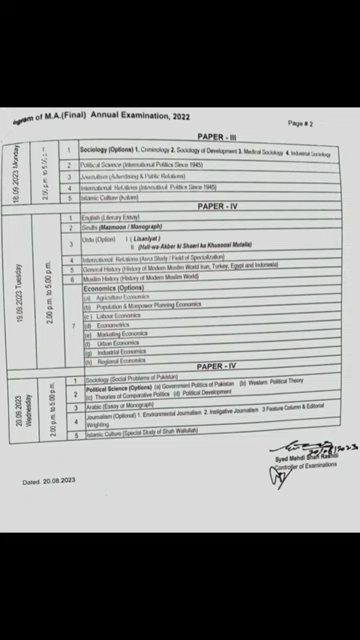 of M.A.(Final) Annual Examination, 2022
Page # 2
PAPER - III
18.09.2023 Monday
2.00 p.m. to 5.00 p.m.
1 Sociology (Options) 1. Criminology 2. Sociology of Development 3. Medical Sociology 4. Industrial Sociology
2 Political Science (International Politics Since 1945)
3 Journalism (Advertising & Public Relations)
4 International Relations (International Politics Since 1945)
5 Islamic Culture (Kalam)
PAPER - IV
19.09.2023 Tuesday
2.00 p.m. to 5.00 p.m.
1 English (Literary Essay)
2 Sindhi (Mazmoon / Monograph)
3 Urdu (Option) I (Lisaniyat)
II (Hali-wa-Akber ki Shaeri ka Khususai Mutalia)
4 International Relations (Area Study / Field of Specialization)
5 General History (History of Modern Moslim World Iran, Turkey, Egypt and Indonesia)
6 Muslim History (History of Modern Moslim World)
7 Economics (Options)
(a) Agriculture Economics
(b) Population & Manpower Planning Economics
(c) Labour Economics
(d) Econometrics
(e) Marketing Economics
(f) Urban Economics
(g) Industrial Economics
(h) Regional Economics
PAPER - IV
20.09.2023 Wednesday
2.00 p.m. to 5.00 p.m.
1 Sociology (Social Problems of Pakistan)
2 Political Science (Options) (a) Government Politics of Pakistan (b) Western Political Theory
(c) Theories of Comparative Politics (d) Political Development
3 Arabic (Essay or Monograph)
4 Journalism (Optional) 1. Environmental Journalism 2. Invtigative Journalism 3 Feature Column & Editorial
Wrighting.
5 Islamic Culture (Special Study of Shah Waliullah)
Syed Mehdi Shah Rashdi
Controller of Examinations
Dated. 20.08.2023